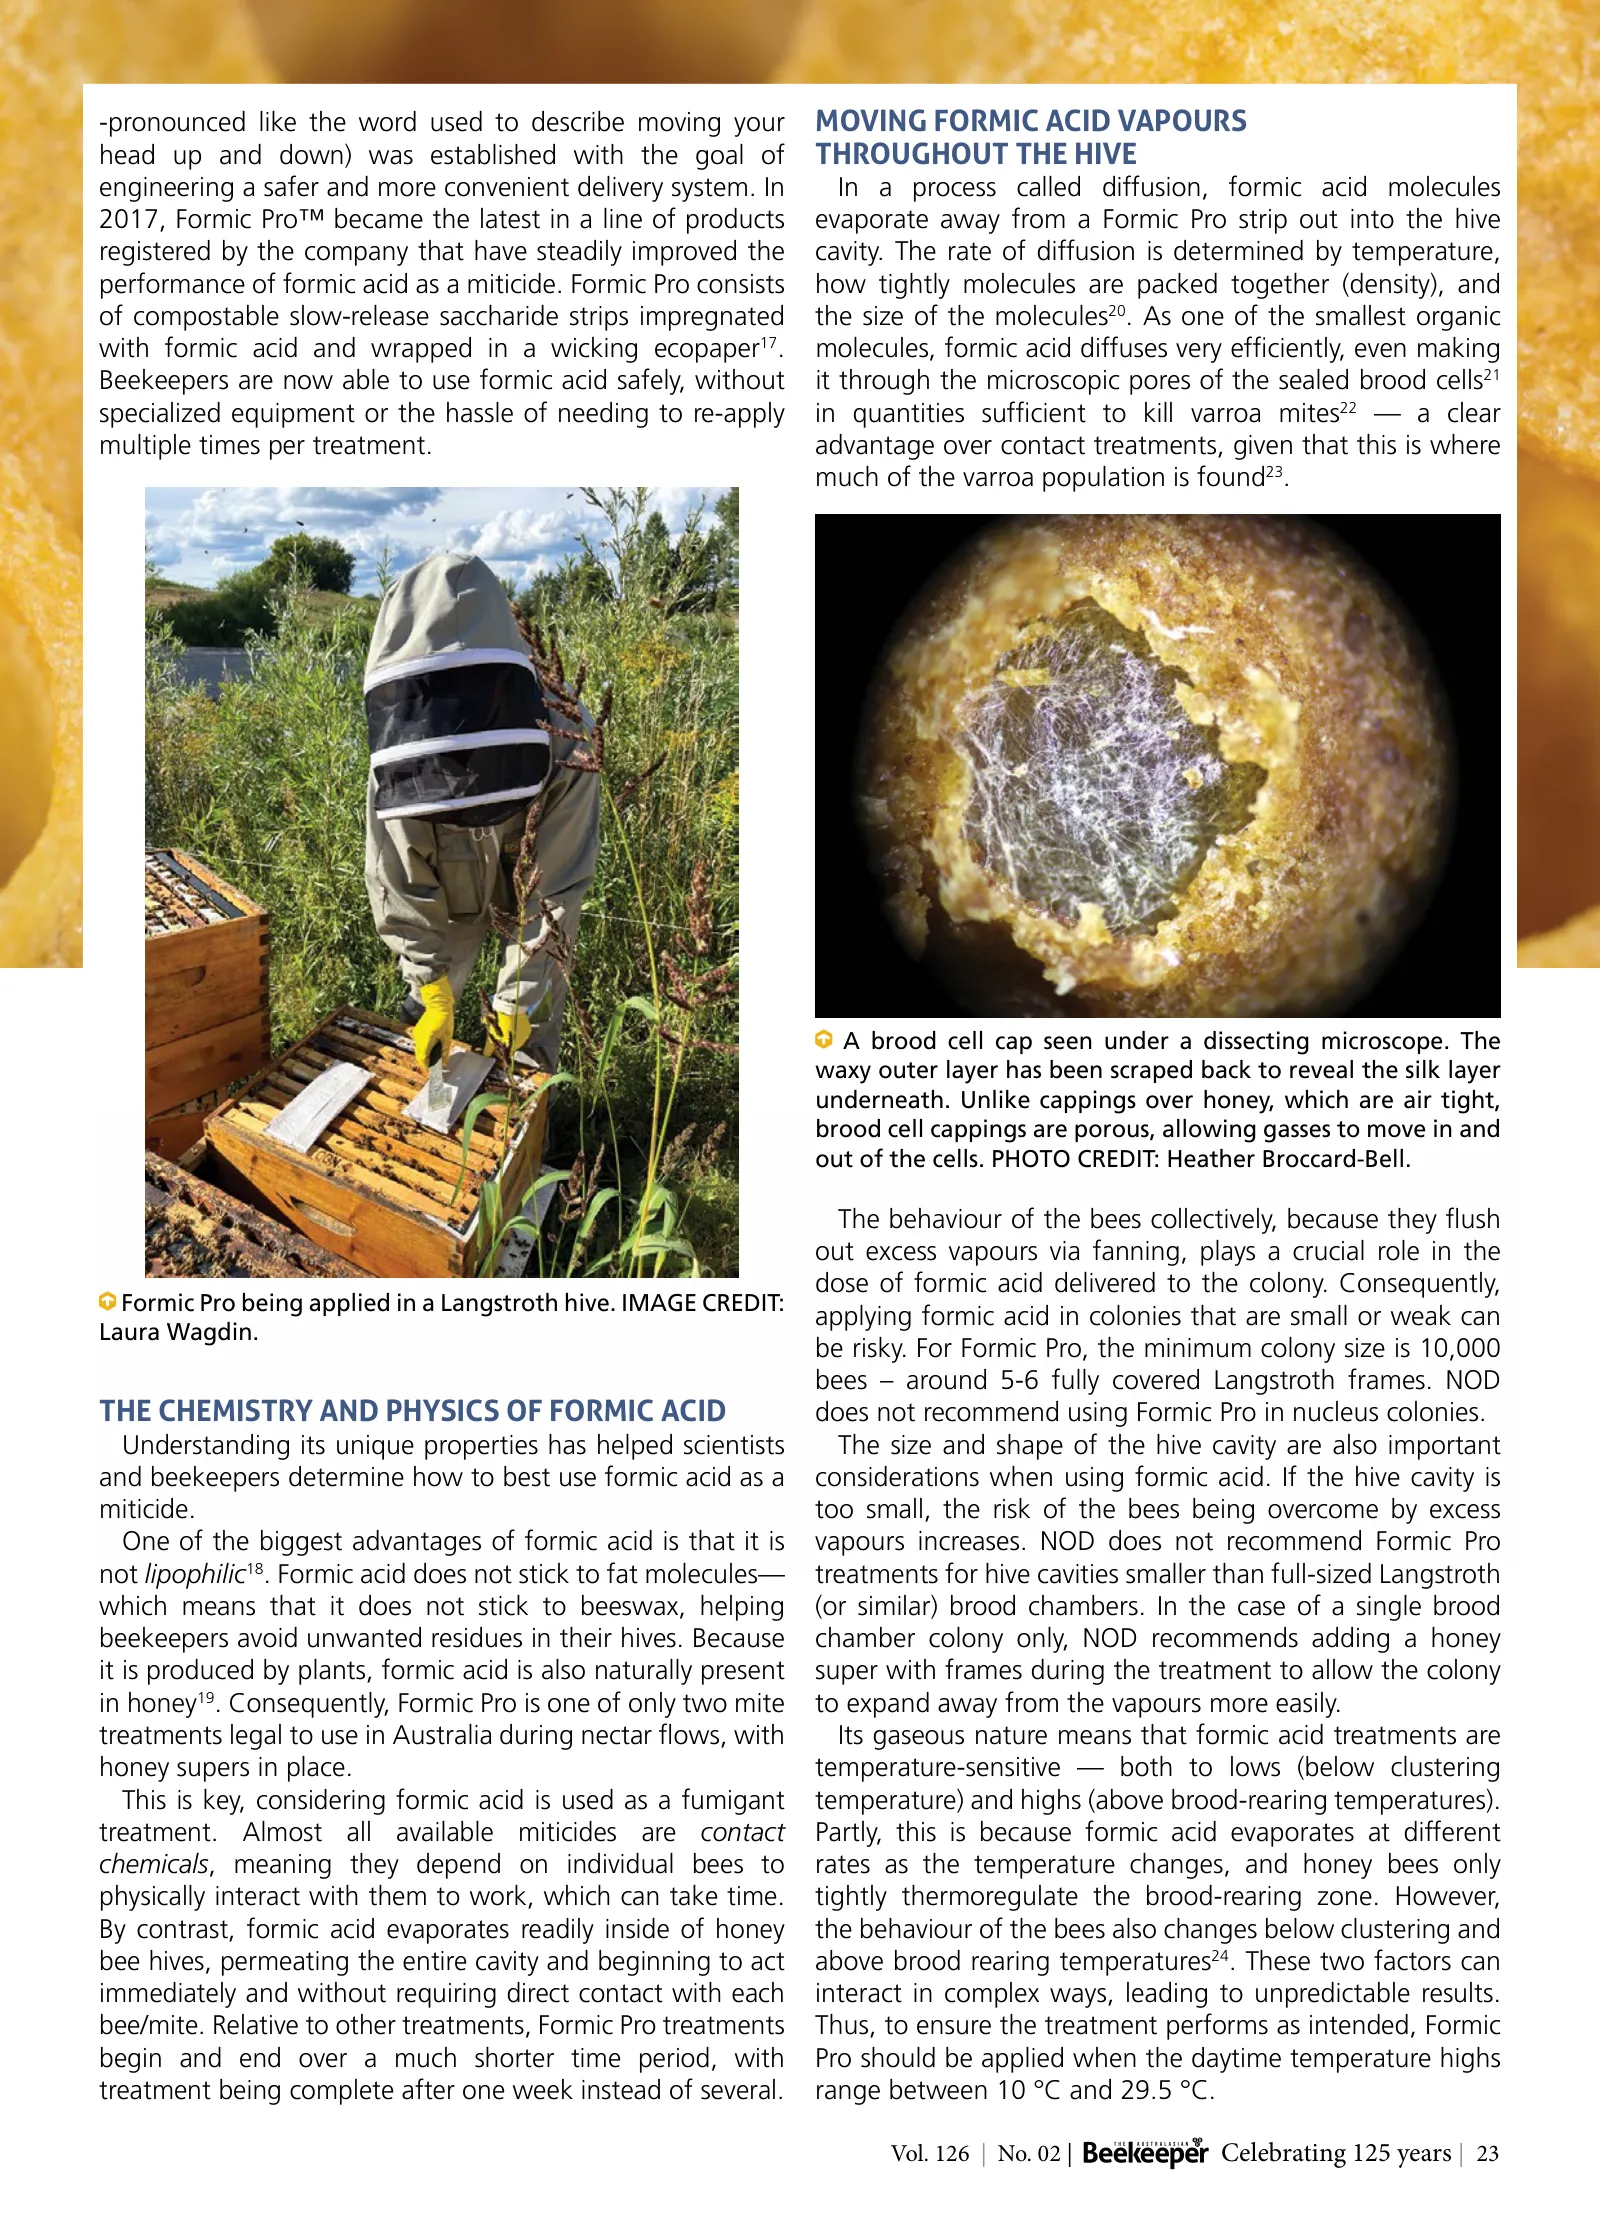 -pronounced like the word used to describe moving your
head up and down) was established with the goal of
engineering a safer and more convenient delivery system. In
2017, Formic Pro™ became the latest in a line of products
registered by the company that have steadily improved the
performance of formic acid as a miticide. Formic Pro consists
of compostable slow-release saccharide strips impregnated
with formic acid and wrapped in a wicking ecopaper17.
Beekeepers are now able to use formic acid safely, without
specialized equipment or the hassle of needing to re-apply
multiple times per treatment.
Formic Pro being applied in a Langstroth hive. IMAGE CREDIT:
Laura Wagdin.
THE CHEMISTRY AND PHYSICS OF FORMIC ACID
Understanding its unique properties has helped scientists
and beekeepers determine how to best use formic acid as a
miticide.
One of the biggest advantages of formic acid is that it is
not lipophilic18. Formic acid does not stick to fat molecules—
which means that it does not stick to beeswax, helping
beekeepers avoid unwanted residues in their hives. Because
it is produced by plants, formic acid is also naturally present
in honey19. Consequently, Formic Pro is one of only two mite
treatments legal to use in Australia during nectar flows, with
honey supers in place.
This is key, considering formic acid is used as a fumigant
treatment. Almost all available miticides are contact
chemicals, meaning they depend on individual bees to
physically interact with them to work, which can take time.
By contrast, formic acid evaporates readily inside of honey
bee hives, permeating the entire cavity and beginning to act
immediately and without requiring direct contact with each
bee/mite. Relative to other treatments, Formic Pro treatments
begin and end over a much shorter time period, with
treatment being complete after one week instead of several.
MOVING FORMIC ACID VAPOURS
THROUGHOUT THE HIVE
In a process called diffusion, formic acid molecules
evaporate away from a Formic Pro strip out into the hive
cavity. The rate of diffusion is determined by temperature,
how tightly molecules are packed together (density), and
the size of the molecules20. As one of the smallest organic
molecules, formic acid diffuses very efficiently, even making
it through the microscopic pores of the sealed brood cells21
in quantities sufficient to kill varroa mites22 — a clear
advantage over contact treatments, given that this is where
much of the varroa population is found23.
A brood cell cap seen under a dissecting microscope. The
waxy outer layer has been scraped back to reveal the silk layer
underneath. Unlike cappings over honey, which are air tight,
brood cell cappings are porous, allowing gasses to move in and
out of the cells. PHOTO CREDIT: Heather Broccard-Bell.
The behaviour of the bees collectively, because they flush
out excess vapours via fanning, plays a crucial role in the
dose of formic acid delivered to the colony. Consequently,
applying formic acid in colonies that are small or weak can
be risky. For Formic Pro, the minimum colony size is 10,000
bees – around 5-6 fully covered Langstroth frames. NOD
does not recommend using Formic Pro in nucleus colonies.
The size and shape of the hive cavity are also important
considerations when using formic acid. If the hive cavity is
too small, the risk of the bees being overcome by excess
vapours increases. NOD does not recommend Formic Pro
treatments for hive cavities smaller than full-sized Langstroth
(or similar) brood chambers. In the case of a single brood
chamber colony only, NOD recommends adding a honey
super with frames during the treatment to allow the colony
to expand away from the vapours more easily.
Its gaseous nature means that formic acid treatments are
temperature-sensitive — both to lows (below clustering
temperature) and highs (above brood-rearing temperatures).
Partly, this is because formic acid evaporates at different
rates as the temperature changes, and honey bees only
tightly thermoregulate the brood-rearing zone. However,
the behaviour of the bees also changes below clustering and
above brood rearing temperatures24. These two factors can
interact in complex ways, leading to unpredictable results.
Thus, to ensure the treatment performs as intended, Formic
Pro should be applied when the daytime temperature highs
range between 10 °C and 29.5 °C.
Vol. 126 | No. 02 | THE AUSTRALASIAN Beekeeper Celebrating 125 years | 23